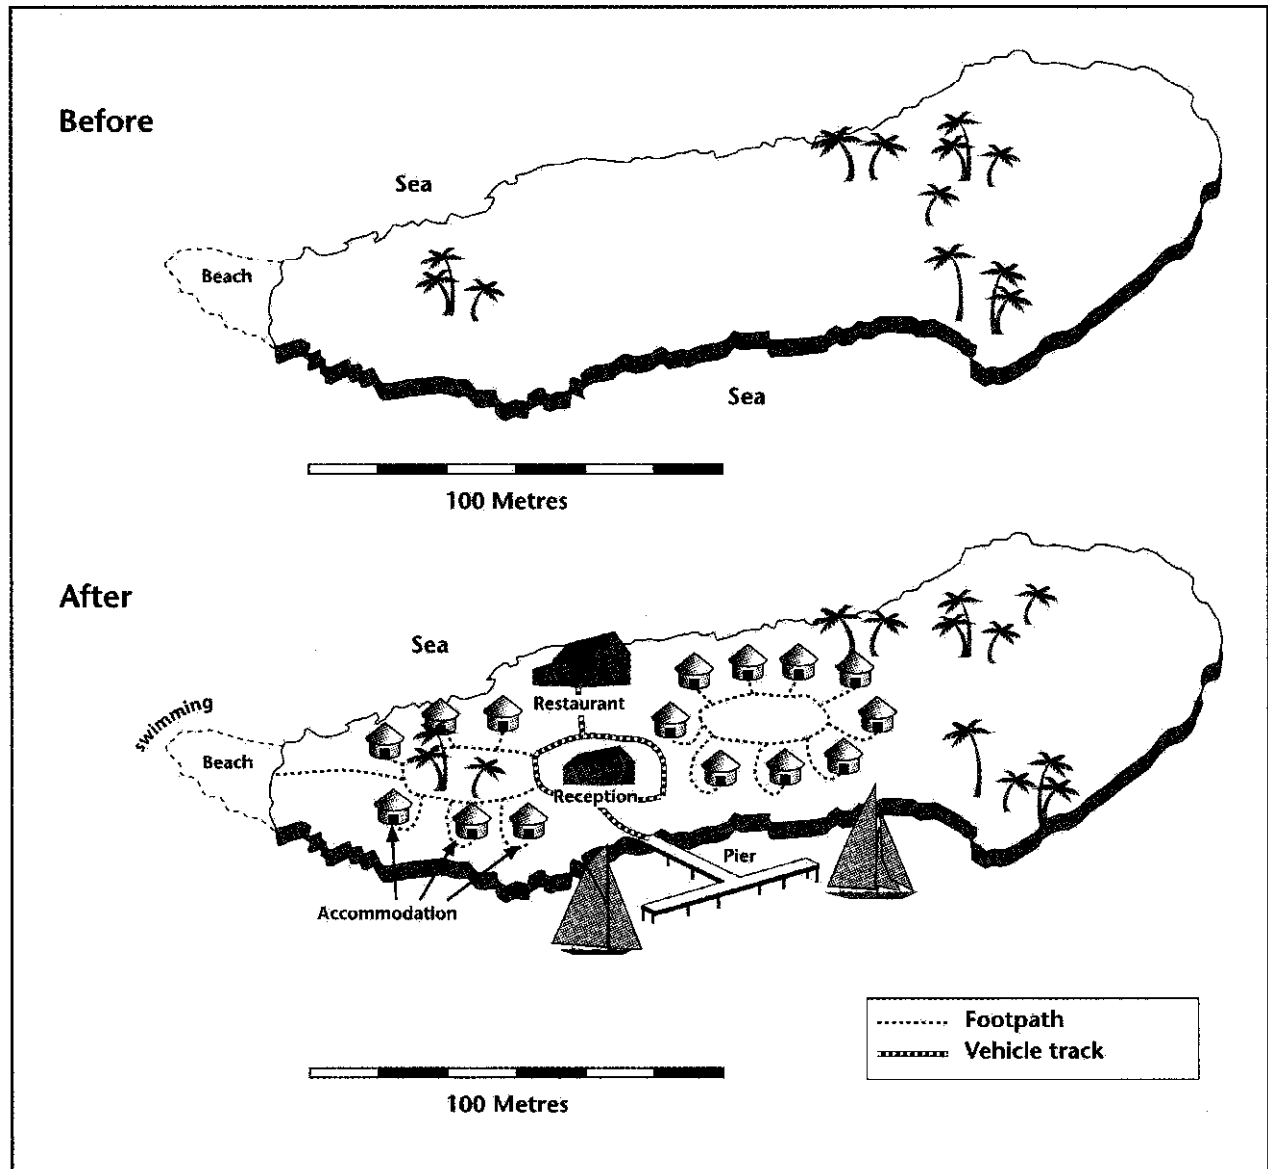 Before
Sea
Beach
Sea
100 Metres
After
Sea
swimming
Restaurant
Beach
Reception
Pier
Accommodation
Footpath
Vehicle track
100 Metres